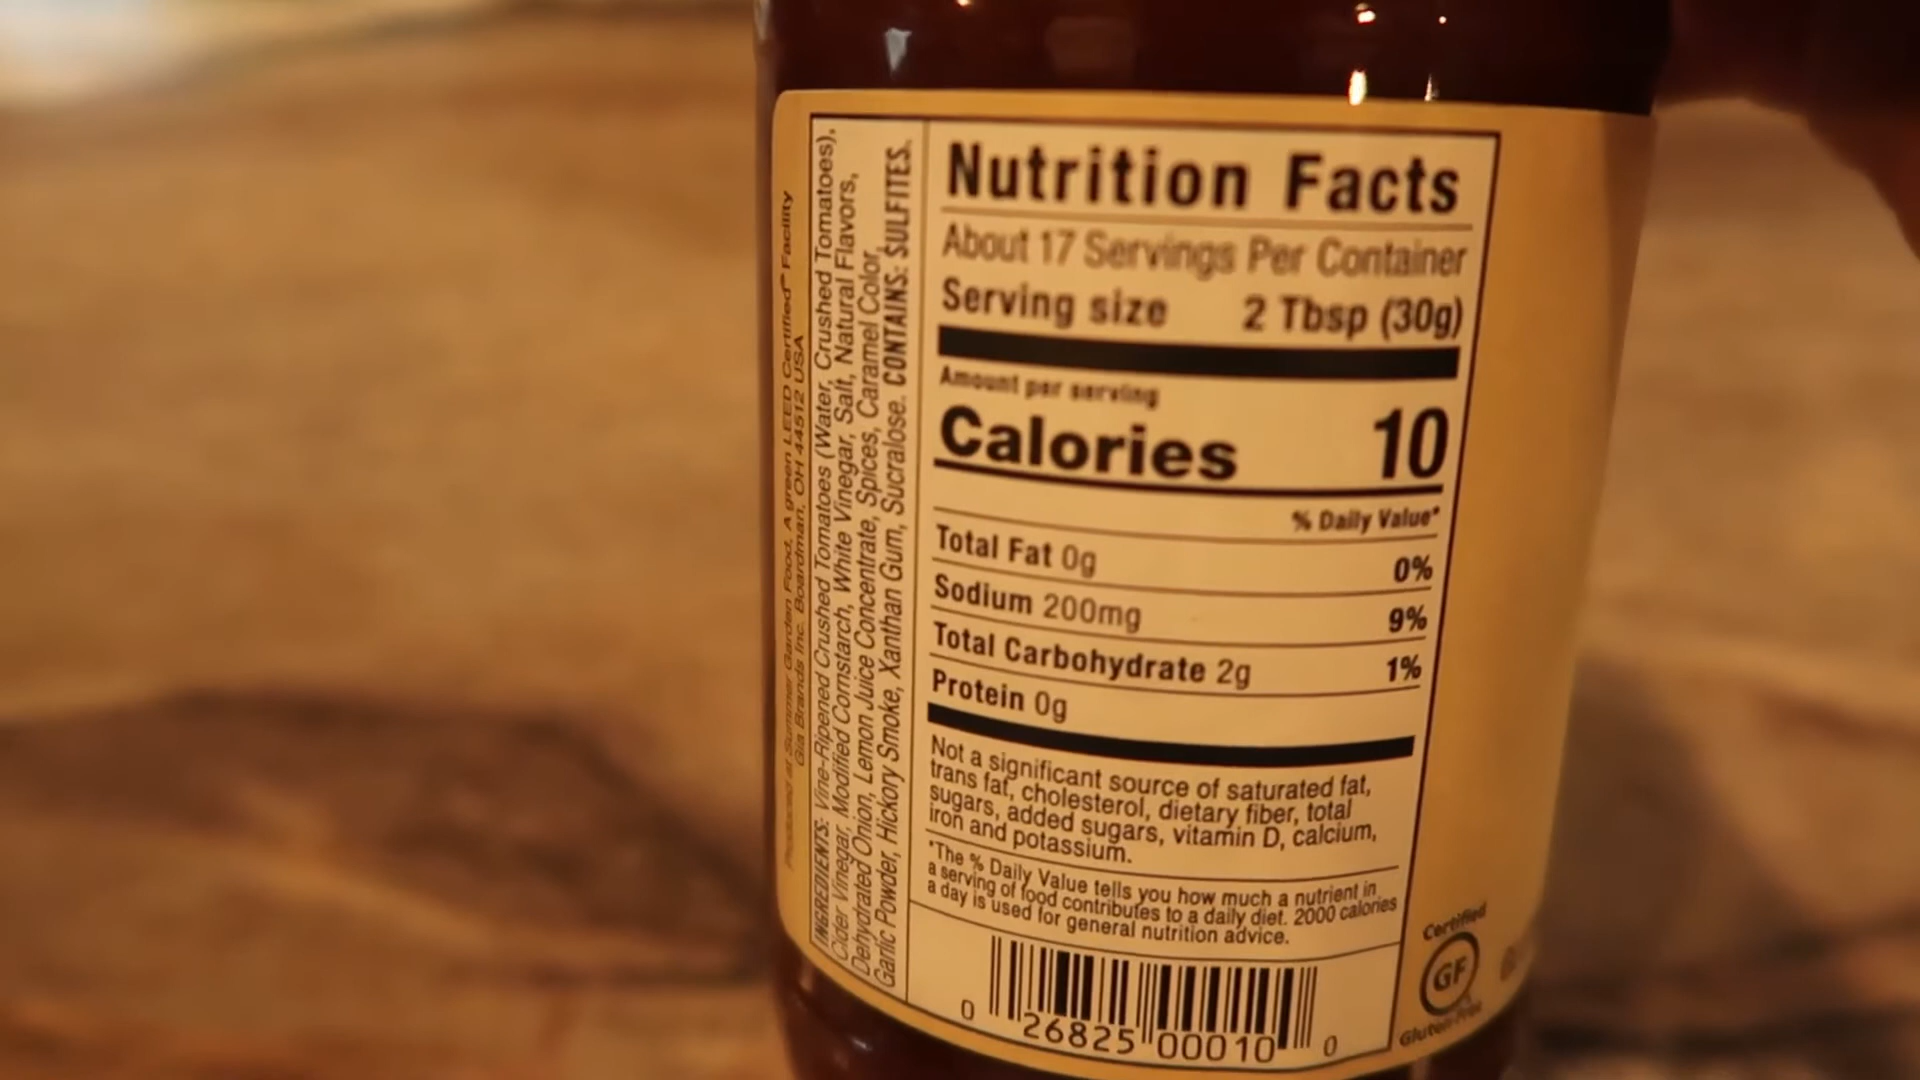 Produced at Summer Garden Food, A green LEED Certified™ Facility
Gia Brands Inc. Boardman, OH 44512 USA
INGREDIENTS: Vine-Ripened Crushed Tomatoes (Water, Crushed Tomatoes),
Cider Vinegar, Modified Cornstarch, White Vinegar, Salt, Natural Flavors,
Dehydrated Onion, Lemon Juice Concentrate, Spices, Caramel Color,
Garlic Powder, Hickory Smoke, Xanthan Gum, Sucralose. CONTAINS: SULFITES.
Nutrition Facts
About 17 Servings Per Container
Serving size 2 Tbsp (30g)
Amount per serving
Calories 10
% Daily Value*
Total Fat 0g 0%
Sodium 200mg 9%
Total Carbohydrate 2g 1%
Protein 0g
Not a significant source of saturated fat,
trans fat, cholesterol, dietary fiber, total
sugars, added sugars, vitamin D, calcium,
iron and potassium.
*The % Daily Value tells you how much a nutrient in
a serving of food contributes to a daily diet. 2000 calories
a day is used for general nutrition advice.
0 26825 00010 0
Certified
GF
Gluten Free